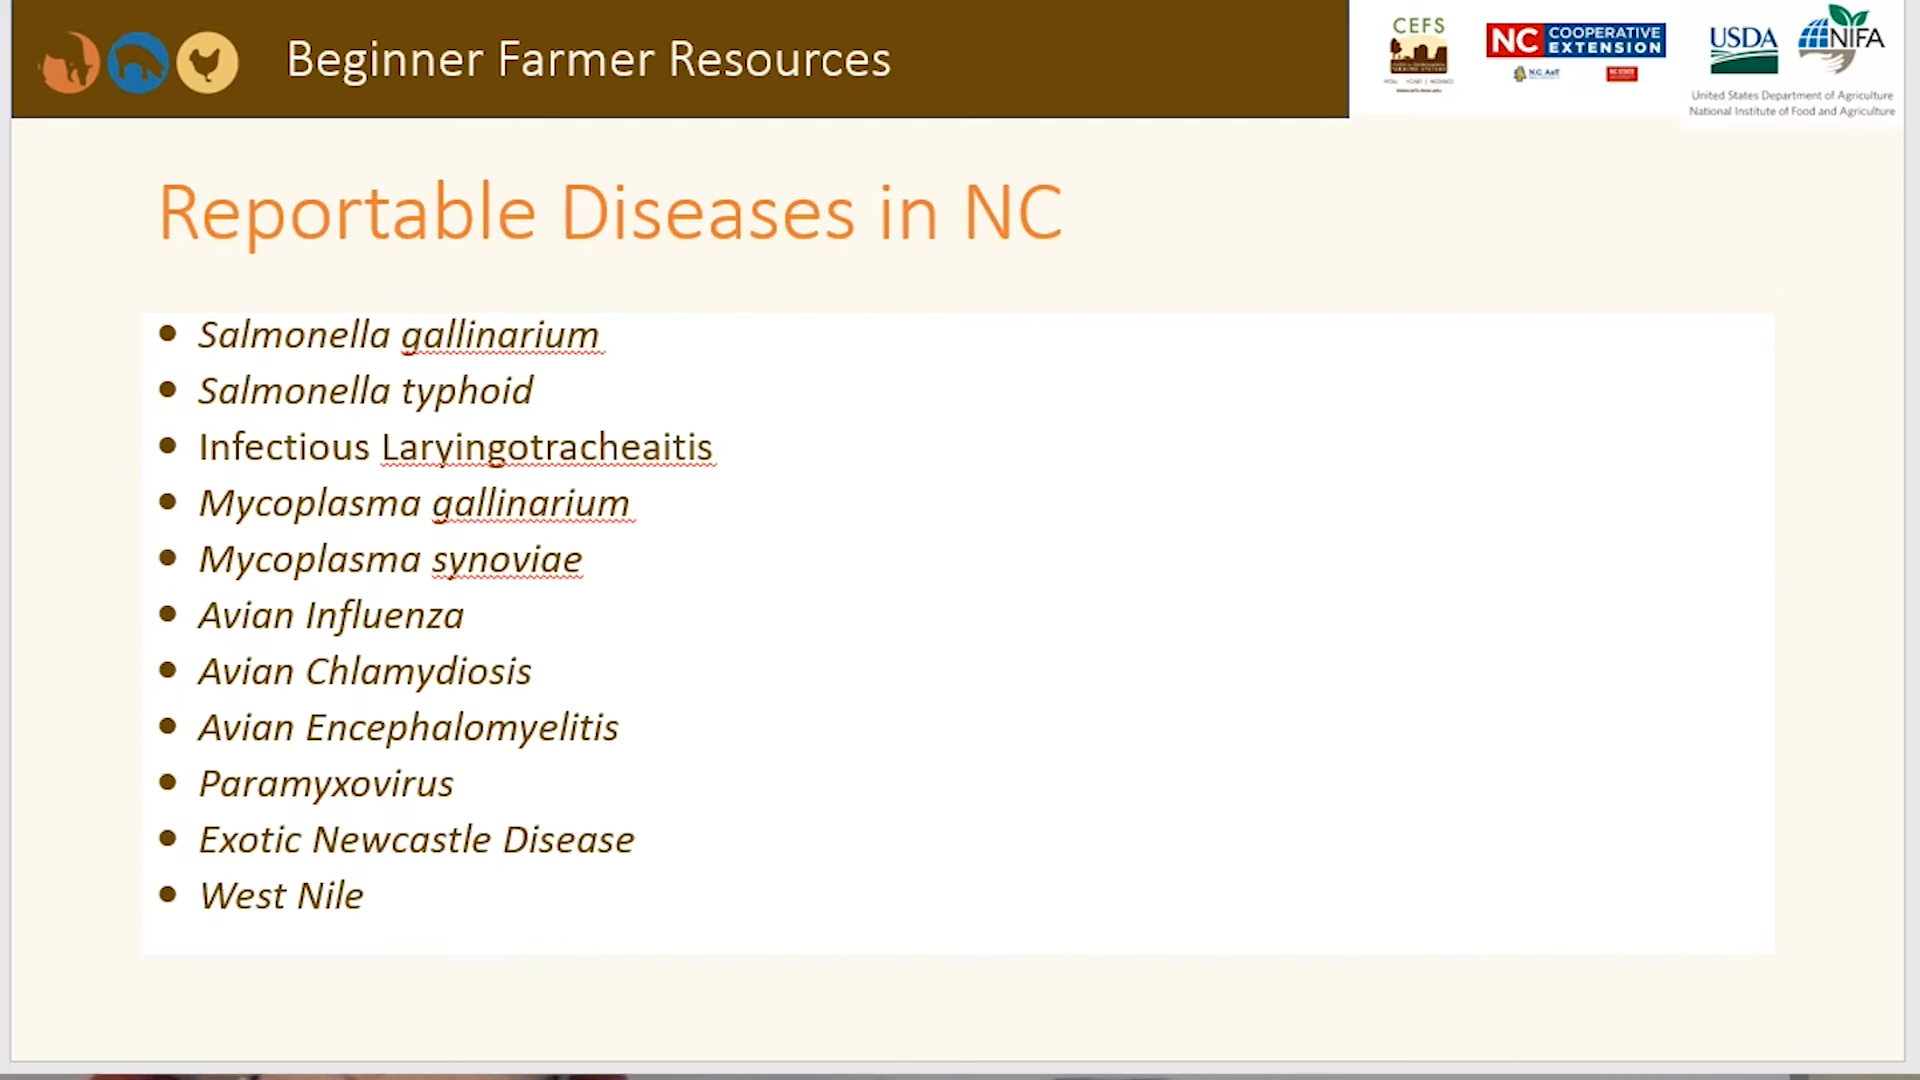 Beginner Farmer Resources
CEFS
NC COOPERATIVE EXTENSION
N.C. A&T
NC STATE
USDA
NIFA
United States Department of Agriculture
National Institute of Food and Agriculture
Reportable Diseases in NC
Salmonella gallinarium
Salmonella typhoid
Infectious Laryingotracheaitis
Mycoplasma gallinarium
Mycoplasma synoviae
Avian Influenza
Avian Chlamydiosis
Avian Encephalomyelitis
Paramyxovirus
Exotic Newcastle Disease
West Nile